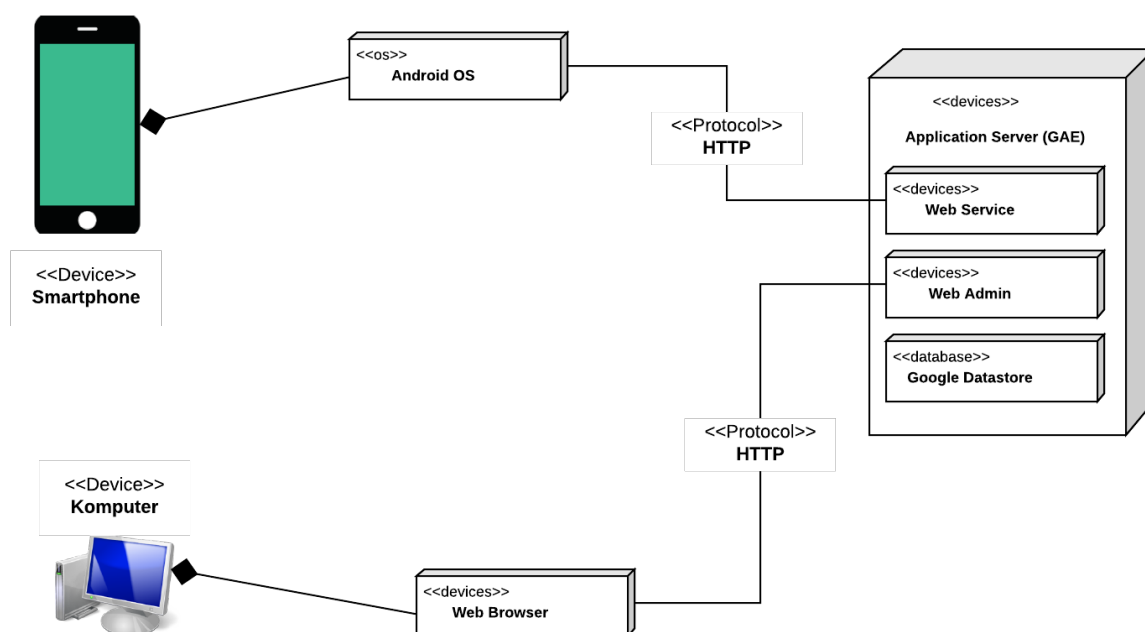 <<os>>
Android OS
<<devices>>
Application Server (GAE)
<<Protocol>>
HTTP
<<devices>>
Web Service
<<Device>>
Smartphone
<<devices>>
Web Admin
<<database>>
Google Datastore
<<Protocol>>
HTTP
<<Device>>
Komputer
<<devices>>
Web Browser